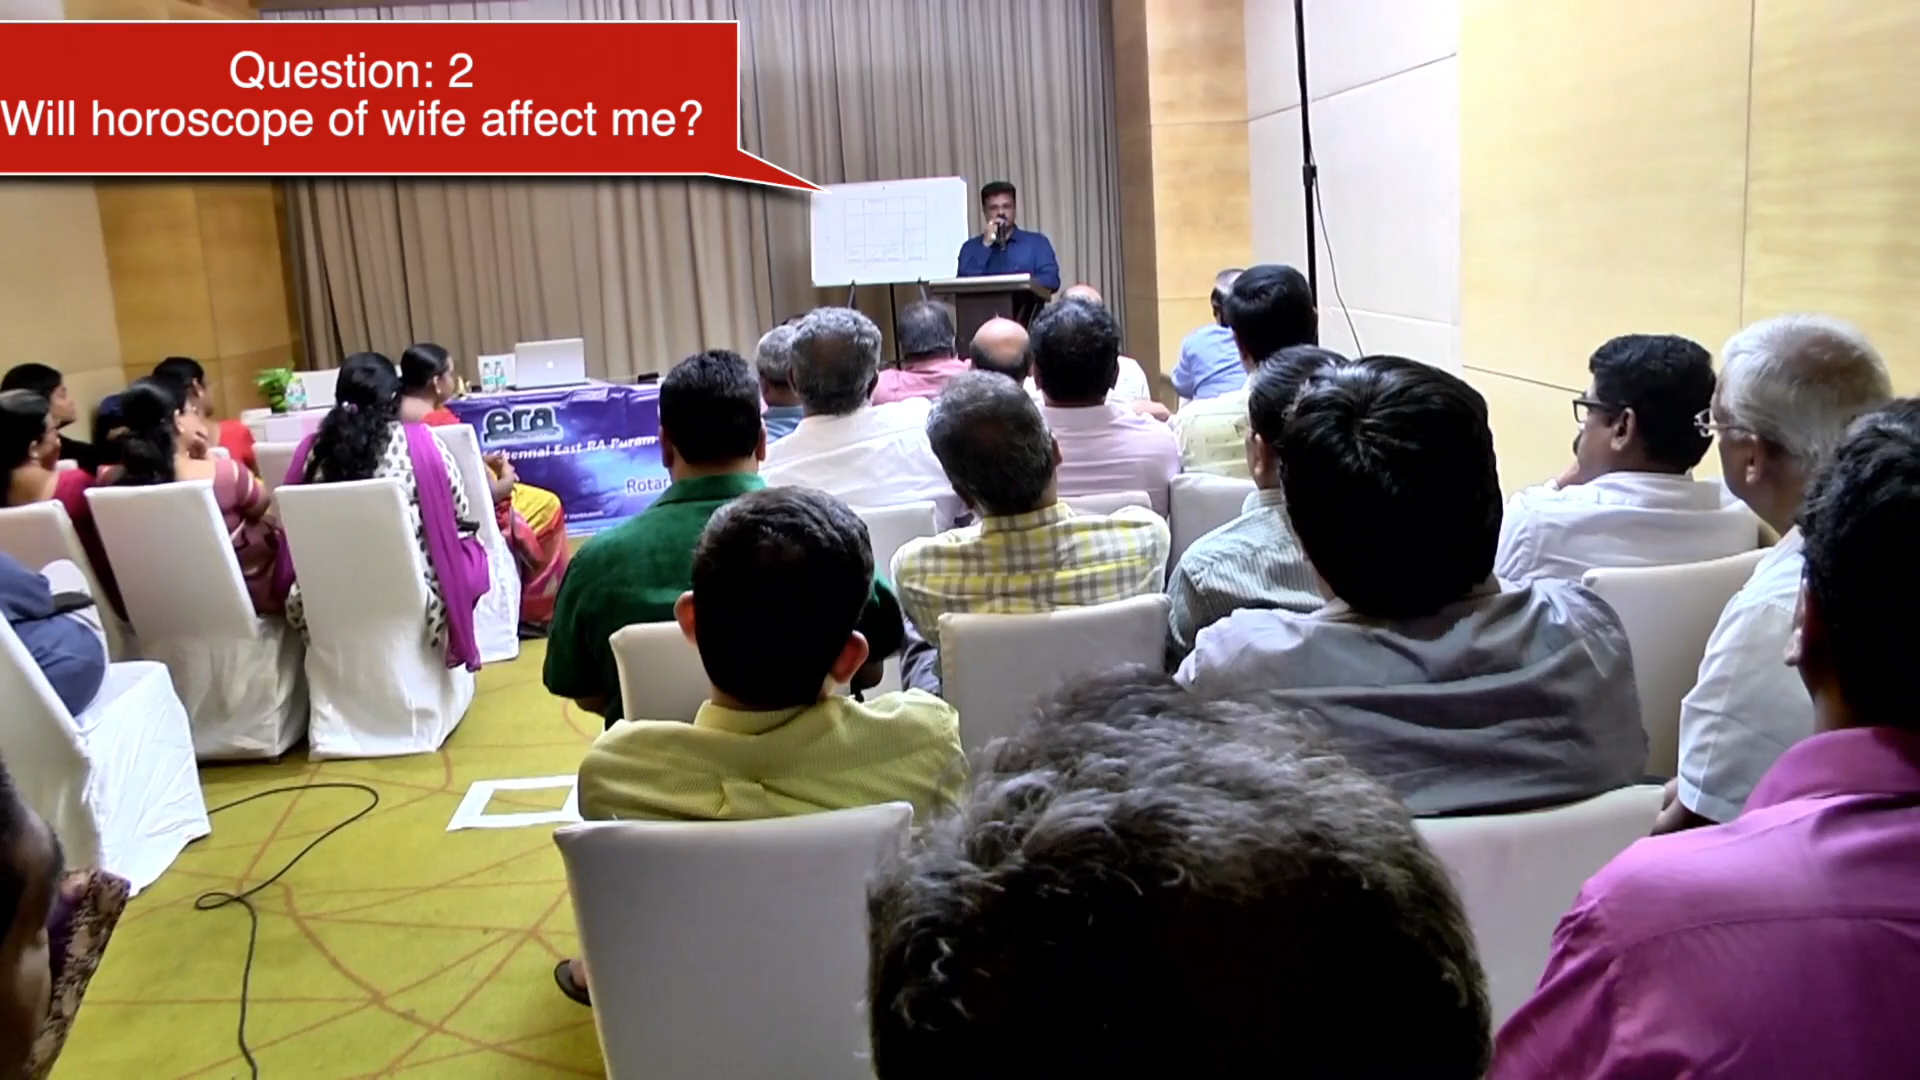 Question: 2
Will horoscope of wife affect me?
era
Chennai East RA Puram
Rotar